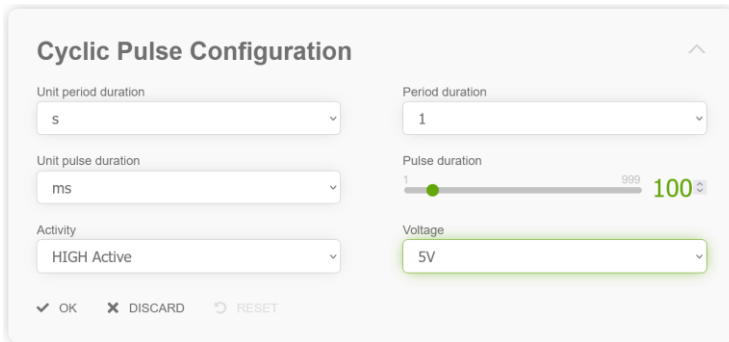 Cyclic Pulse Configuration
Unit period duration
Period duration
s
1
Unit pulse duration
Pulse duration
ms
1
999
100
Activity
Voltage
HIGH Active
5V
OK DISCARD RESET